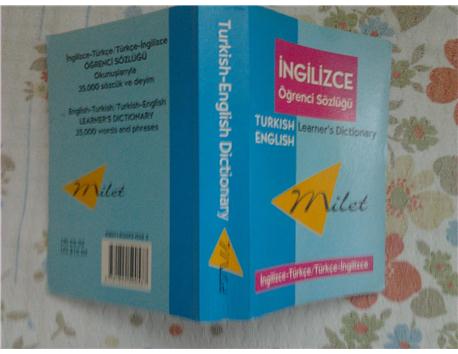 İngilizce-Türkçe/Türkçe-İngilizce
ÖĞRENCİ SÖZLÜĞÜ
Okunuşlarıyla
35,000 sözcük ve deyim
English-Turkish/Turkish-English
LEARNER'S DICTIONARY
35,000 words and phrases
Milet
Turkish-English Dictionary
Milet
İNGİLİZCE
Öğrenci Sözlüğü
TURKISH
ENGLISH
Learner's Dictionary
Milet
İngilizce-Türkçe/Türkçe-İngilizce